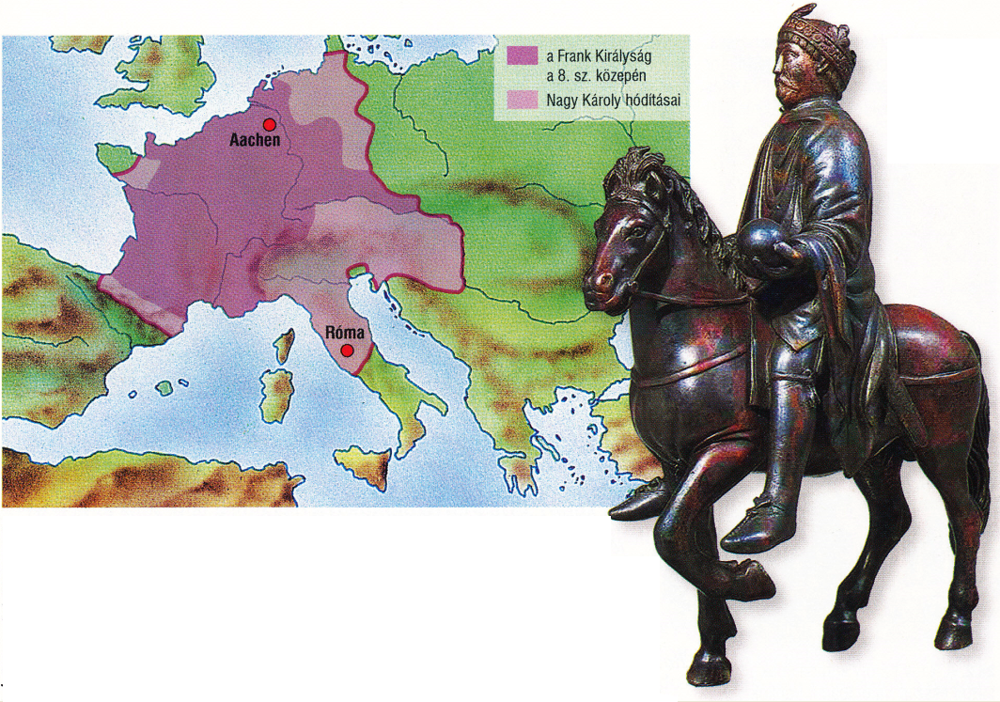 a Frank Királyság
a 8. sz. közepén
Nagy Károly hódításai
Aachen
Róma